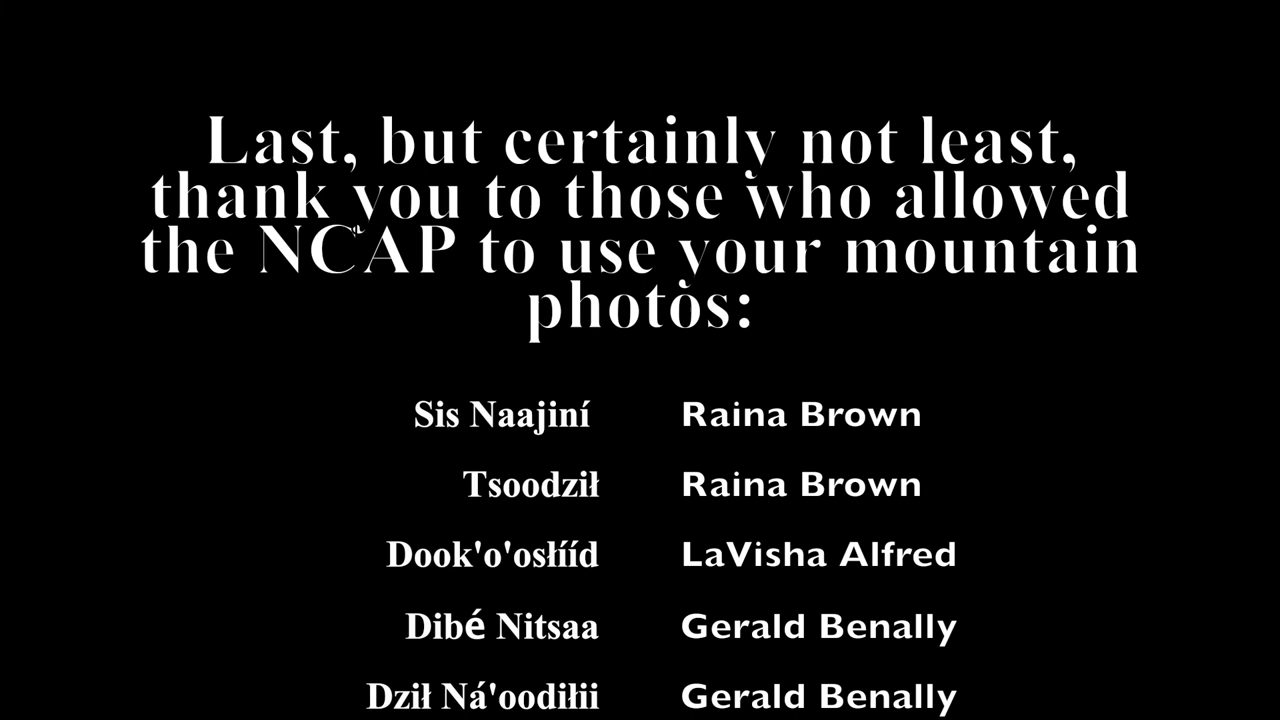 Last, but certainly not least,
thank you to those who allowed
the NCAP to use your mountain
photos:
Sis Naajiní Raina Brown
Tsoodził Raina Brown
Dook'o'osłííd LaVisha Alfred
Dibé Nitsaa Gerald Benally
Dził Ná'oodiłii Gerald Benally